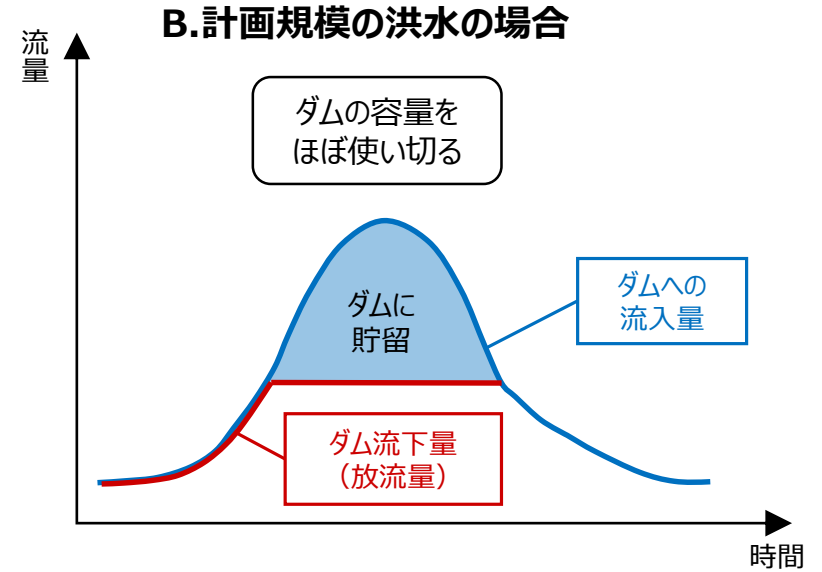 B.計画規模の洪水の場合
流
量
ダムの容量を
ほぼ使い切る
ダムに
貯留
ダムへの
流入量
ダム流下量
（放流量）
時間